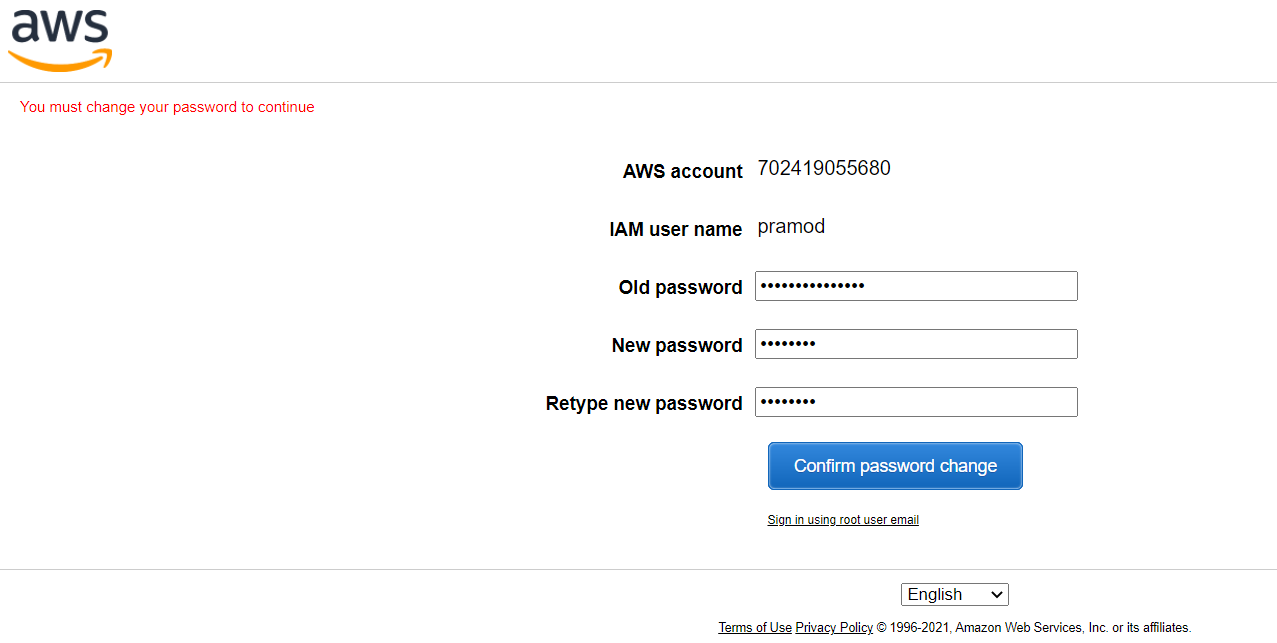 aws
You must change your password to continue
AWS account 702419055680
IAM user name pramod
Old password •••••••••••••••
New password ••••••••
Retype new password ••••••••
Confirm password change
Sign in using root user email
English
Terms of Use Privacy Policy © 1996-2021, Amazon Web Services, Inc. or its affiliates.